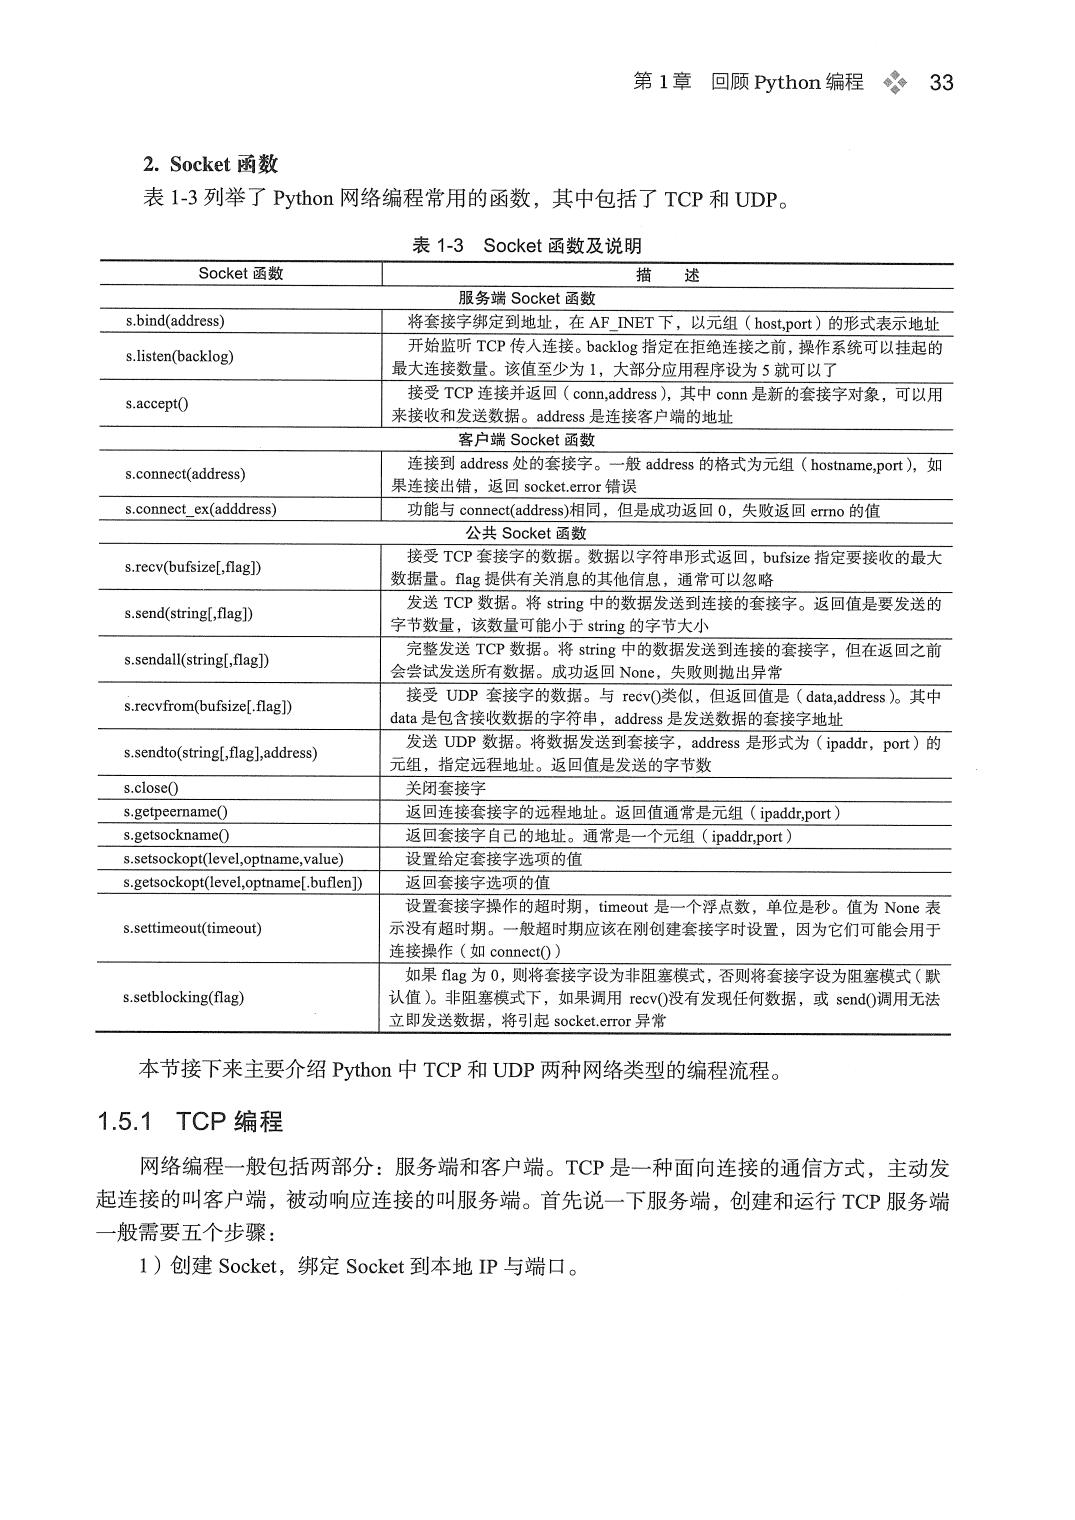 第 1 章 回顾 Python 编程 33
2. Socket 函数
表 1-3 列举了 Python 网络编程常用的函数，其中包括了 TCP 和 UDP。
表 1-3 Socket 函数及说明
Socket 函数 描 述
服务端 Socket 函数
s.bind(address) 将套接字绑定到地址，在 AF_INET 下，以元组（host,port）的形式表示地址
s.listen(backlog) 开始监听 TCP 传入连接。backlog 指定在拒绝连接之前，操作系统可以挂起的
最大连接数量。该值至少为 1，大部分应用程序设为 5 就可以了
s.accept() 接受 TCP 连接并返回（conn,address），其中 conn 是新的套接字对象，可以用
来接收和发送数据。address 是连接客户端的地址
客户端 Socket 函数
s.connect(address) 连接到 address 处的套接字。一般 address 的格式为元组（hostname,port），如
果连接出错，返回 socket.error 错误
s.connect_ex(adddress) 功能与 connect(address)相同，但是成功返回 0，失败返回 errno 的值
公共 Socket 函数
s.recv(bufsize[,flag]) 接受 TCP 套接字的数据。数据以字符串形式返回，bufsize 指定要接收的最大
数据量。flag 提供有关消息的其他信息，通常可以忽略
s.send(string[,flag]) 发送 TCP 数据。将 string 中的数据发送到连接的套接字。返回值是要发送的
字节数量，该数量可能小于 string 的字节大小
s.sendall(string[,flag]) 完整发送 TCP 数据。将 string 中的数据发送到连接的套接字，但在返回之前
会尝试发送所有数据。成功返回 None，失败则抛出异常
s.recvfrom(bufsize[.flag]) 接受 UDP 套接字的数据。与 recv()类似，但返回值是（data,address）。其中
data 是包含接收数据的字符串，address 是发送数据的套接字地址
s.sendto(string[,flag],address) 发送 UDP 数据。将数据发送到套接字，address 是形式为（ipaddr，port）的
元组，指定远程地址。返回值是发送的字节数
s.close() 关闭套接字
s.getpeername() 返回连接套接字的远程地址。返回值通常是元组（ipaddr,port）
s.getsockname() 返回套接字自己的地址。通常是一个元组（ipaddr,port）
s.setsockopt(level,optname,value) 设置给定套接字选项的值
s.getsockopt(level,optname[.buflen]) 返回套接字选项的值
s.settimeout(timeout) 设置套接字操作的超时期，timeout 是一个浮点数，单位是秒。值为 None 表
示没有超时期。一般超时期应该在刚创建套接字时设置，因为它们可能会用于
连接操作（如 connect()）
s.setblocking(flag) 如果 flag 为 0，则将套接字设为非阻塞模式，否则将套接字设为阻塞模式（默
认值）。非阻塞模式下，如果调用 recv()没有发现任何数据，或 send()调用无法
立即发送数据，将引起 socket.error 异常
本节接下来主要介绍 Python 中 TCP 和 UDP 两种网络类型的编程流程。
1.5.1 TCP 编程
网络编程一般包括两部分：服务端和客户端。TCP 是一种面向连接的通信方式，主动发
起连接的叫客户端，被动响应连接的叫服务端。首先说一下服务端，创建和运行 TCP 服务端
一般需要五个步骤：
1）创建 Socket，绑定 Socket 到本地 IP 与端口。